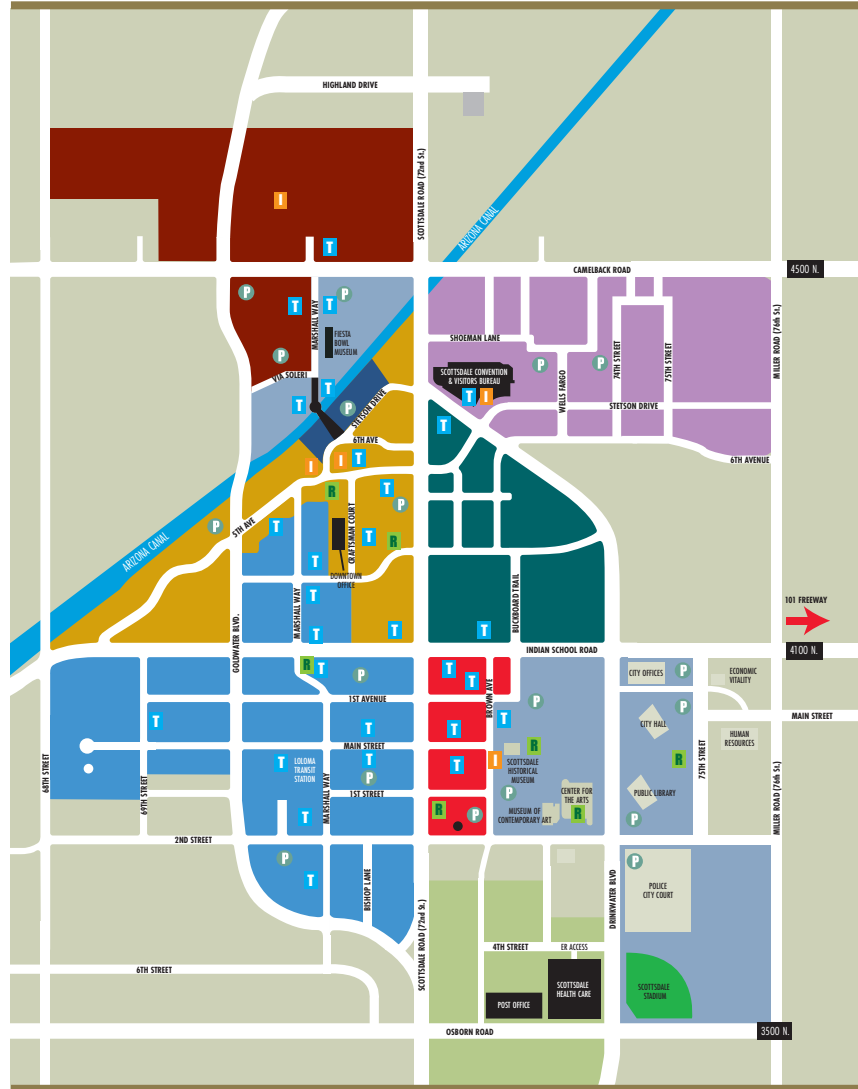 HIGHLAND DRIVE
SCOTTSDALE ROAD (72nd St.)
ARIZONA CANAL
I
T
CAMELBACK ROAD
4500 N.
P
T
T
P
MARSHALL WAY
FIESTA
BOWL
MUSEUM
MILLER ROAD (76th St.)
SHOEMAN LANE
P
VIA SOLERI
SCOTTSDALE CONVENTION
& VISITORS BUREAU
P
P
74TH STREET
75TH STREET
WELLS FARGO
T
T
P
STETSON DRIVE
T
I
STETSON DRIVE
T
6TH AVE
I
I
T
6TH AVENUE
R
T
P
P
5TH AVE
T
CRAFTSMAN COURT
T
R
ARIZONA CANAL
T
DOWNTOWN
OFFICE
T
MARSHALL WAY
BUCKBOARD TRAIL
101 FREEWAY
GOLDWATER BLVD.
T
T
T
INDIAN SCHOOL ROAD
4100 N.
R
T
P
T
T
CITY OFFICES
P
ECONOMIC
VITALITY
1ST AVENUE
BROWN AVE
P
P
T
T
T
T
CITY HALL
MAIN STREET
MAIN STREET
R
HUMAN
RESOURCES
75TH STREET
68TH STREET
T
LOLOMA
TRANSIT
STATION
T
P
T
I
SCOTTSDALE
HISTORICAL
MUSEUM
R
69TH STREET
MARSHALL WAY
1ST STREET
P
CENTER FOR
THE ARTS
PUBLIC LIBRARY
MILLER ROAD (76th St.)
T
R
P
MUSEUM OF
CONTEMPORARY ART
R
P
2ND STREET
P
P
T
BISHOP LANE
POLICE
CITY COURT
DRINKWATER BLVD
SCOTTSDALE ROAD (72nd St.)
4TH STREET
ER ACCESS
6TH STREET
SCOTTSDALE
HEALTH CARE
SCOTTSDALE
STADIUM
POST OFFICE
OSBORN ROAD
3500 N.